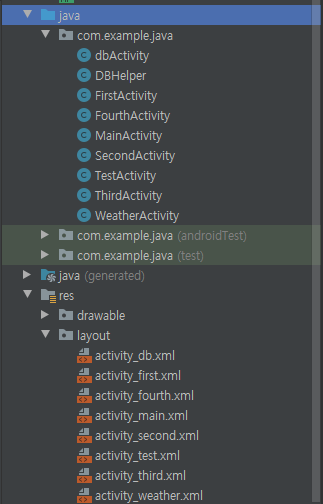 java
com.example.java
dbActivity
DBHelper
FirstActivity
FourthActivity
MainActivity
SecondActivity
TestActivity
ThirdActivity
WeatherActivity
com.example.java (androidTest)
com.example.java (test)
java (generated)
res
drawable
layout
activity_db.xml
activity_first.xml
activity_fourth.xml
activity_main.xml
activity_second.xml
activity_test.xml
activity_third.xml
activity_weather.xml